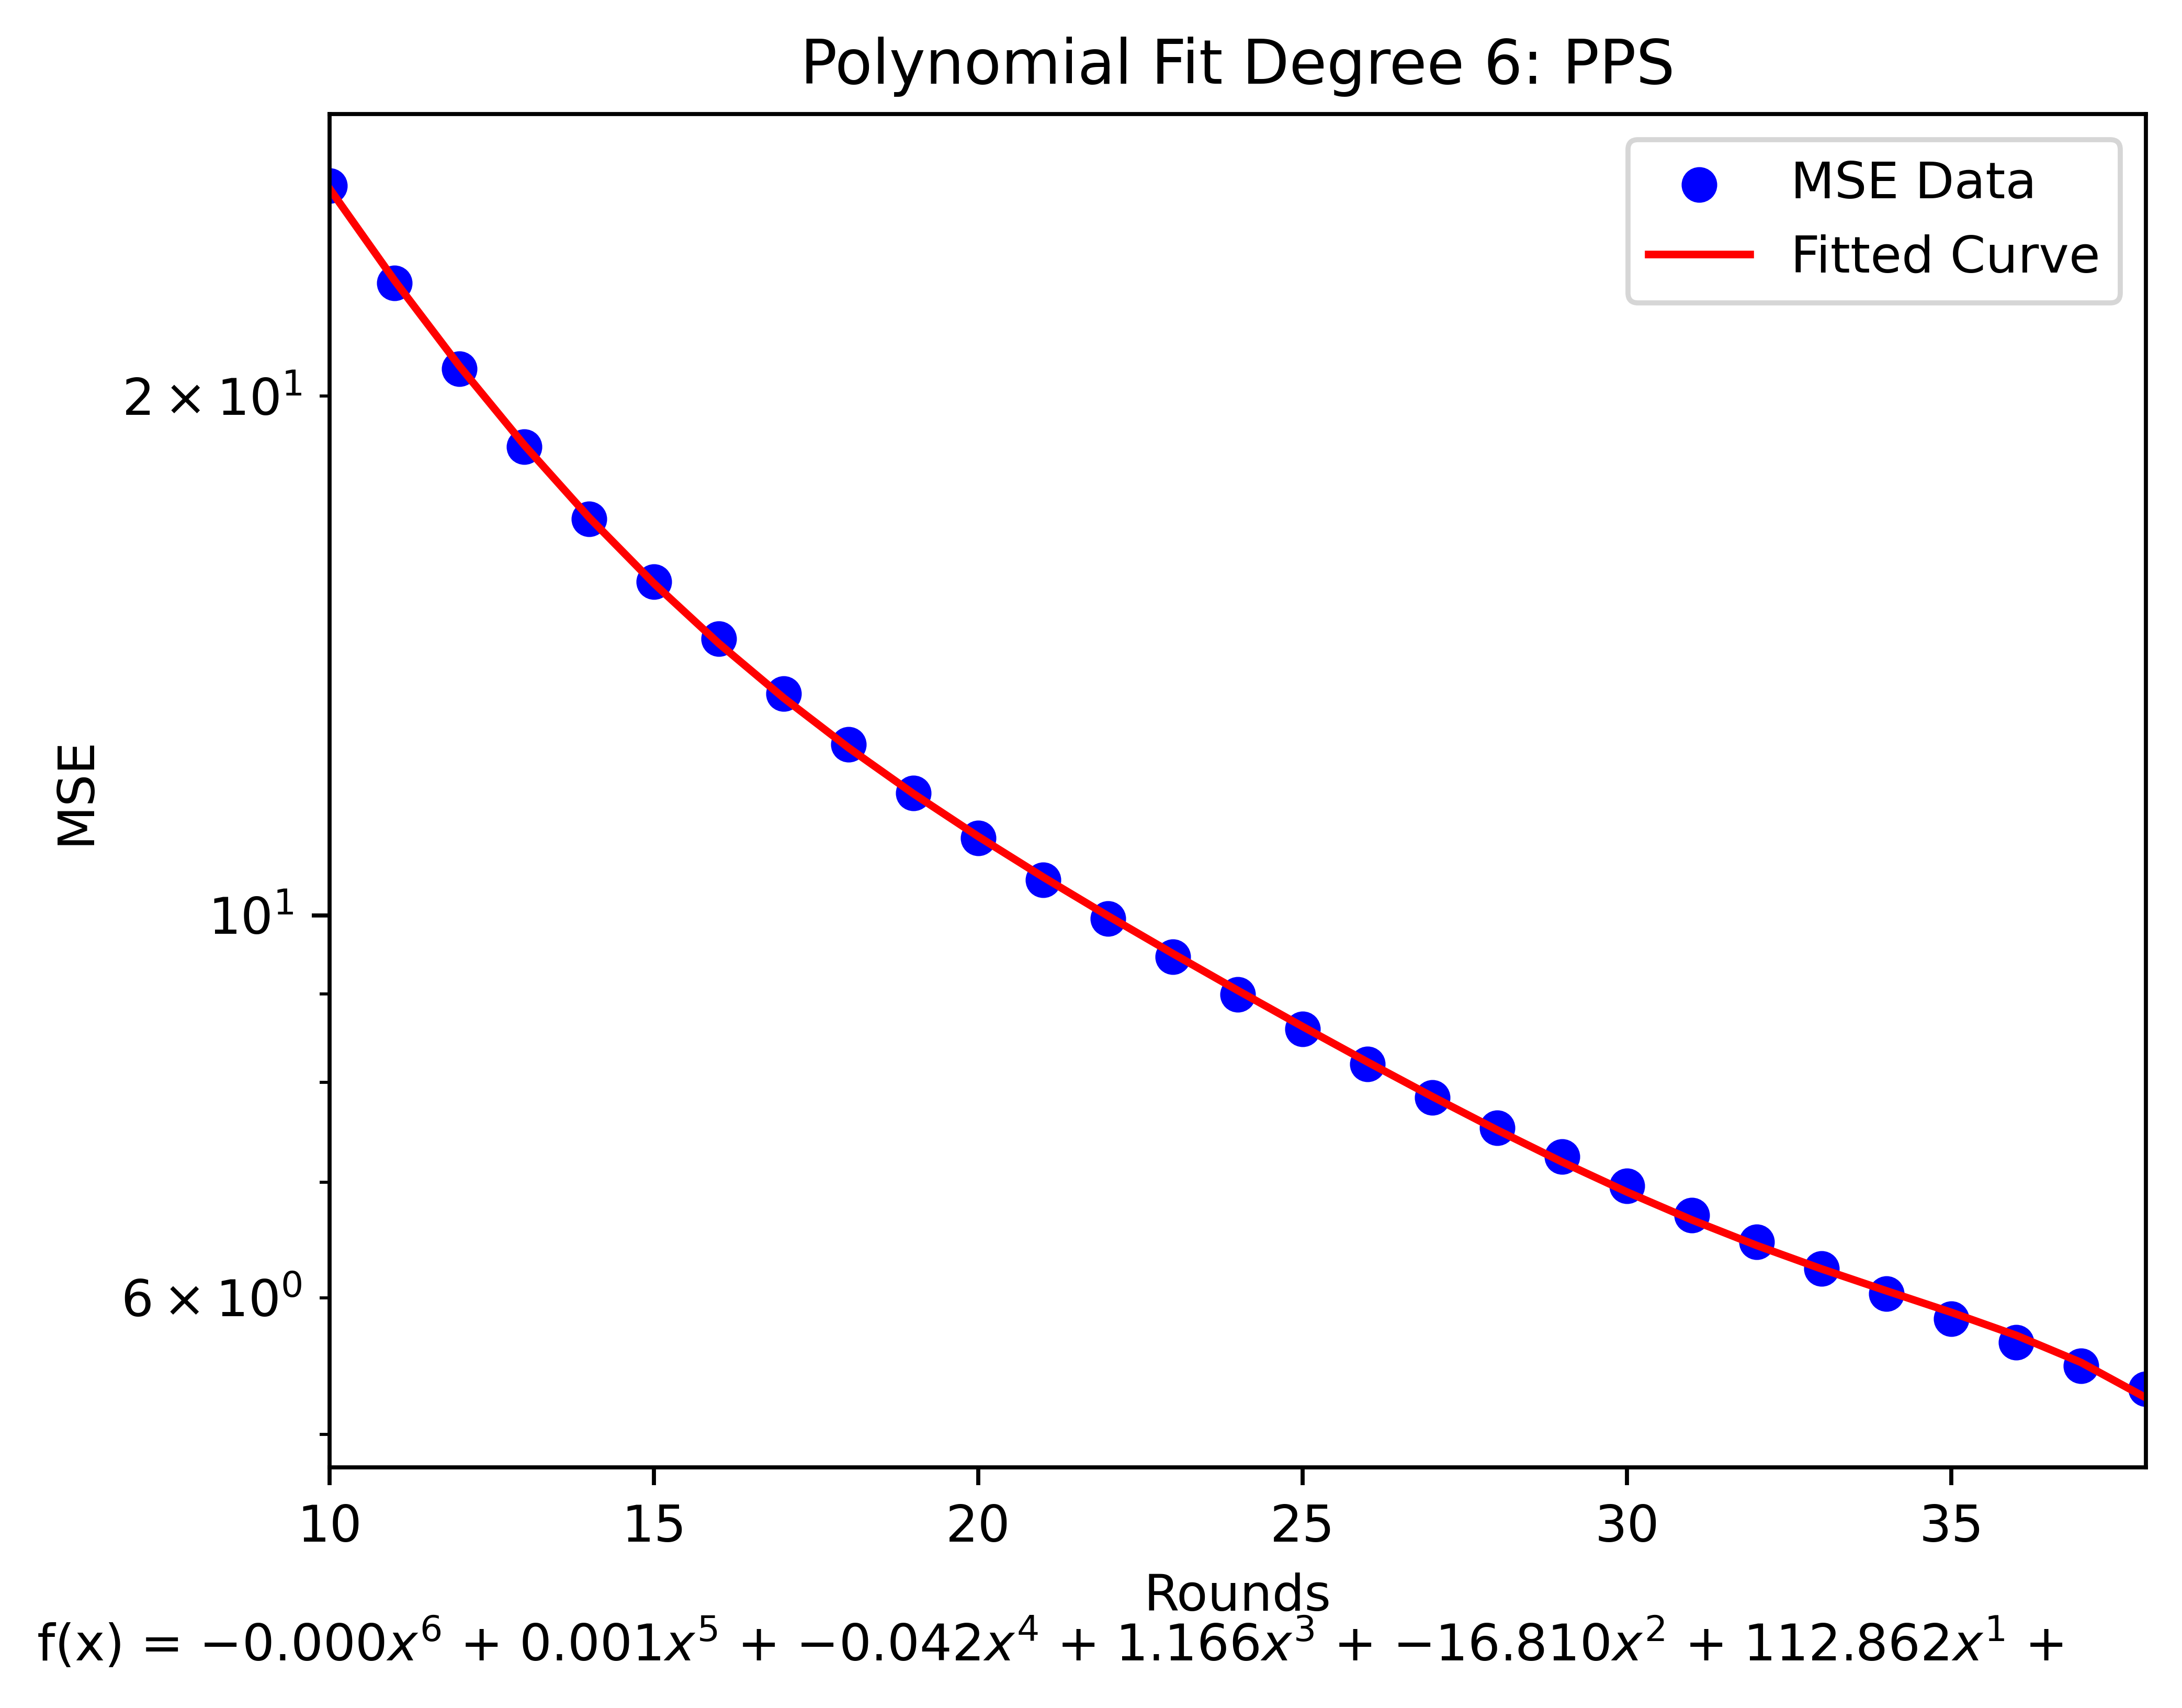 Polynomial Fit Degree 6: PPS
MSE Data
Fitted Curve
MSE
2 × 10¹
10¹
6 × 10⁰
10 15 20 25 30 35
Rounds
f(x) = −0.000x⁶ + 0.001x⁵ + −0.042x⁴ + 1.166x³ + −16.810x² + 112.862x¹ +